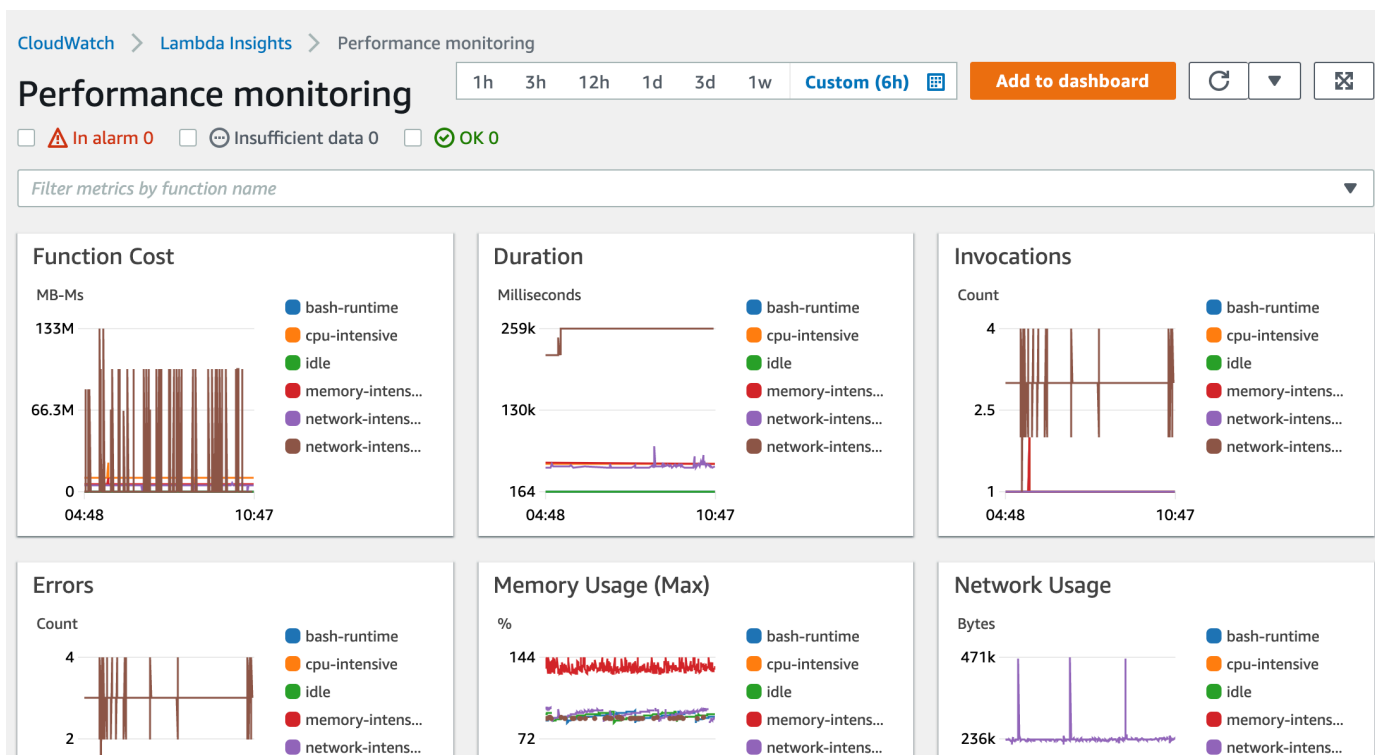 CloudWatch > Lambda Insights > Performance monitoring
Performance monitoring
1h 3h 12h 1d 3d 1w Custom (6h)
Add to dashboard
In alarm 0 Insufficient data 0 OK 0
Filter metrics by function name
Function Cost
MB-Ms
133M
66.3M
0
04:48 10:47
bash-runtime
cpu-intensive
idle
memory-intens...
network-intens...
network-intens...
Duration
Milliseconds
259k
130k
164
04:48 10:47
bash-runtime
cpu-intensive
idle
memory-intens...
network-intens...
network-intens...
Invocations
Count
4
2.5
1
04:48 10:47
bash-runtime
cpu-intensive
idle
memory-intens...
network-intens...
network-intens...
Errors
Count
4
2
bash-runtime
cpu-intensive
idle
memory-intens...
network-intens...
Memory Usage (Max)
%
144
72
bash-runtime
cpu-intensive
idle
memory-intens...
network-intens...
Network Usage
Bytes
471k
236k
bash-runtime
cpu-intensive
idle
memory-intens...
network-intens...